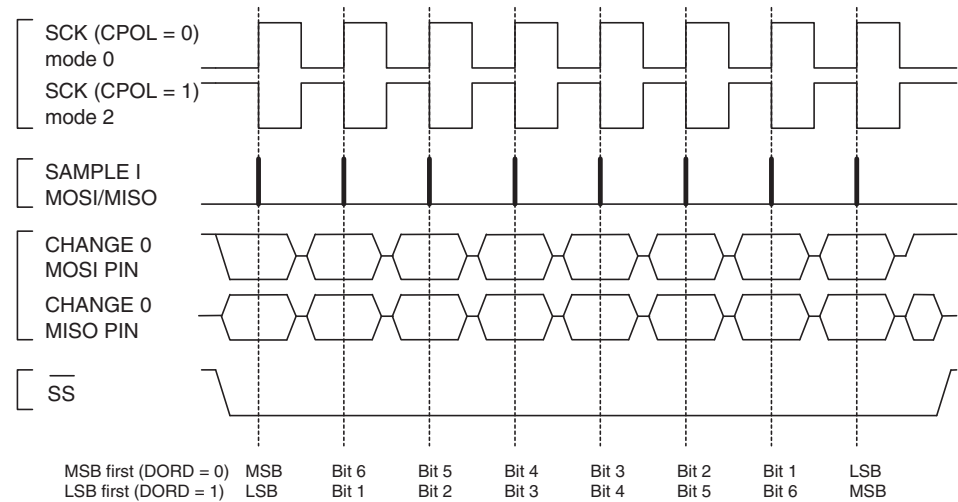 SCK (CPOL = 0)
mode 0
SCK (CPOL = 1)
mode 2
SAMPLE I
MOSI/MISO
CHANGE 0
MOSI PIN
CHANGE 0
MISO PIN
SS
MSB first (DORD = 0) MSB Bit 6 Bit 5 Bit 4 Bit 3 Bit 2 Bit 1 LSB
LSB first (DORD = 1) LSB Bit 1 Bit 2 Bit 3 Bit 4 Bit 5 Bit 6 MSB